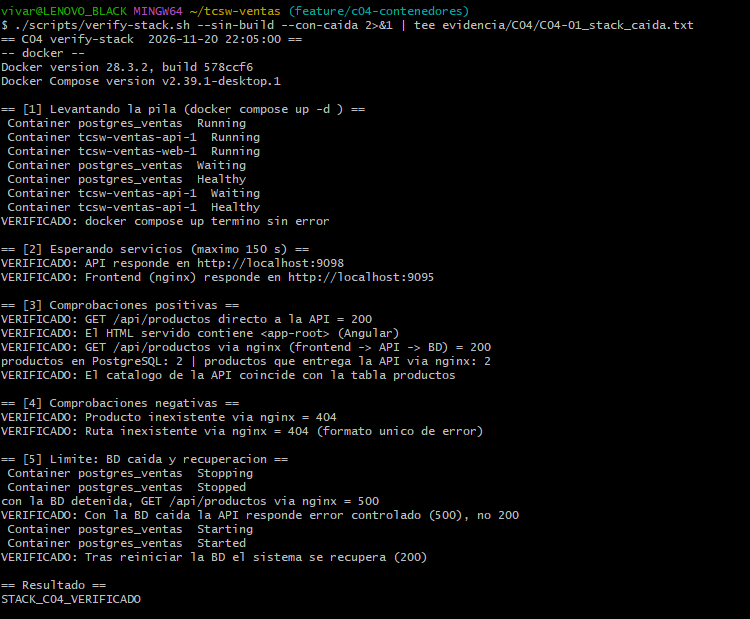 vivar@LENOVO_BLACK MINGW64 ~/tcsw-ventas (feature/c04-contenedores)
$ ./scripts/verify-stack.sh --sin-build --con-caida 2>&1 | tee evidencia/C04/C04-01_stack_caida.txt
== C04 verify-stack  2026-11-20 22:05:00 ==
-- docker --
Docker version 28.3.2, build 578ccf6
Docker Compose version v2.39.1-desktop.1

== [1] Levantando la pila (docker compose up -d ) ==
 Container postgres_ventas  Running
 Container tcsw-ventas-api-1  Running
 Container tcsw-ventas-web-1  Running
 Container postgres_ventas  Waiting
 Container postgres_ventas  Healthy
 Container tcsw-ventas-api-1  Waiting
 Container tcsw-ventas-api-1  Healthy
VERIFICADO: docker compose up termino sin error

== [2] Esperando servicios (maximo 150 s) ==
VERIFICADO: API responde en http://localhost:9098
VERIFICADO: Frontend (nginx) responde en http://localhost:9095

== [3] Comprobaciones positivas ==
VERIFICADO: GET /api/productos directo a la API = 200
VERIFICADO: El HTML servido contiene <app-root> (Angular)
VERIFICADO: GET /api/productos via nginx (frontend -> API -> BD) = 200
productos en PostgreSQL: 2 | productos que entrega la API via nginx: 2
VERIFICADO: El catalogo de la API coincide con la tabla productos

== [4] Comprobaciones negativas ==
VERIFICADO: Producto inexistente via nginx = 404
VERIFICADO: Ruta inexistente via nginx = 404 (formato unico de error)

== [5] Limite: BD caida y recuperacion ==
 Container postgres_ventas  Stopping
 Container postgres_ventas  Stopped
con la BD detenida, GET /api/productos via nginx = 500
VERIFICADO: Con la BD caida la API responde error controlado (500), no 200
 Container postgres_ventas  Starting
 Container postgres_ventas  Started
VERIFICADO: Tras reiniciar la BD el sistema se recupera (200)

== Resultado ==
STACK_C04_VERIFICADO